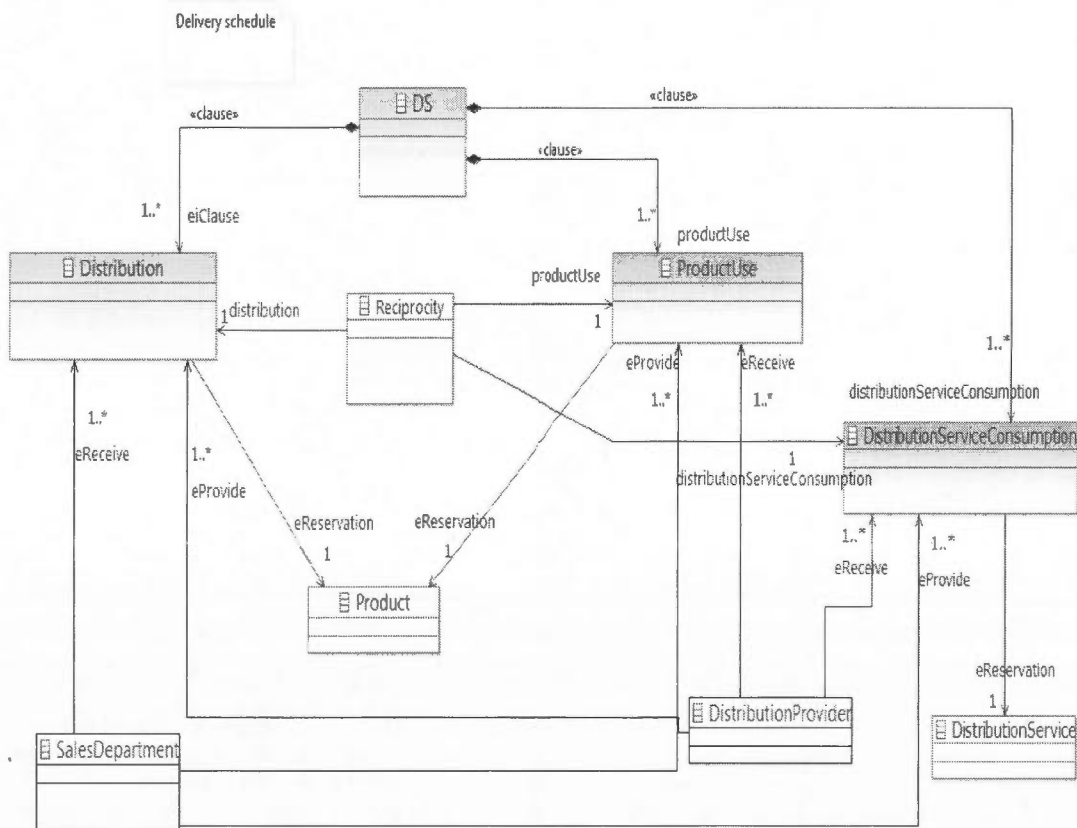 Delivery schedule
DS
«clause»
«clause»
«clause»
1..*
eiClause
1..*
productUse
1..*
distributionServiceConsumption
Distribution
ProductUse
productUse
1
Reciprocity
distribution
1
eProvide
1..*
eReceive
1..*
DistributionServiceConsumption
1
distributionServiceConsumption
1..*
eReceive
1..*
eProvide
eReservation
1
eReservation
1
Product
1..*
eReceive
1..*
eProvide
eReservation
1
DistributionProvider
DistributionService
SalesDepartment